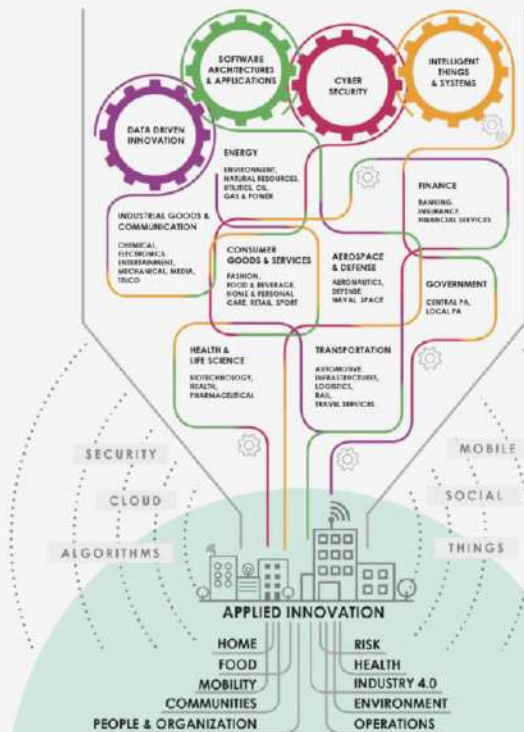 SOFTWARE
ARCHITECTURES
& APPLICATIONS
INTELLIGENT
THINGS
& SYSTEMS
CYBER
SECURITY
DATA DRIVEN
INNOVATION
ENERGY
ENVIRONMENT,
NATURAL RESOURCES,
UTILITIES, OIL,
GAS & POWER
FINANCE
BANKING,
INSURANCE,
FINANCIAL SERVICES
INDUSTRIAL GOODS &
COMMUNICATION
CHEMICAL,
ELECTRONICS,
ENTERTAINMENT,
MECHANICAL, MEDIA,
TELCO
CONSUMER
GOODS & SERVICES
FASHION,
FOOD & BEVERAGE,
HOME & PERSONAL
CARE, RETAIL, SPORT
AEROSPACE
& DEFENSE
AERONAUTICS,
DEFENSE,
NAVAL, SPACE
GOVERNMENT
CENTRAL PA,
LOCAL PA
HEALTH &
LIFE SCIENCE
BIOTECHNOLOGY,
HEALTH,
PHARMACEUTICAL
TRANSPORTATION
AUTOMOTIVE
INFRASTRUCTURES,
LOGISTICS,
RAIL,
TRAVEL SERVICES
SECURITY
CLOUD
ALGORITHMS
MOBILE
SOCIAL
THINGS
APPLIED INNOVATION
HOME
FOOD
MOBILITY
COMMUNITIES
PEOPLE & ORGANIZATION
RISK
HEALTH
INDUSTRY 4.0
ENVIRONMENT
OPERATIONS